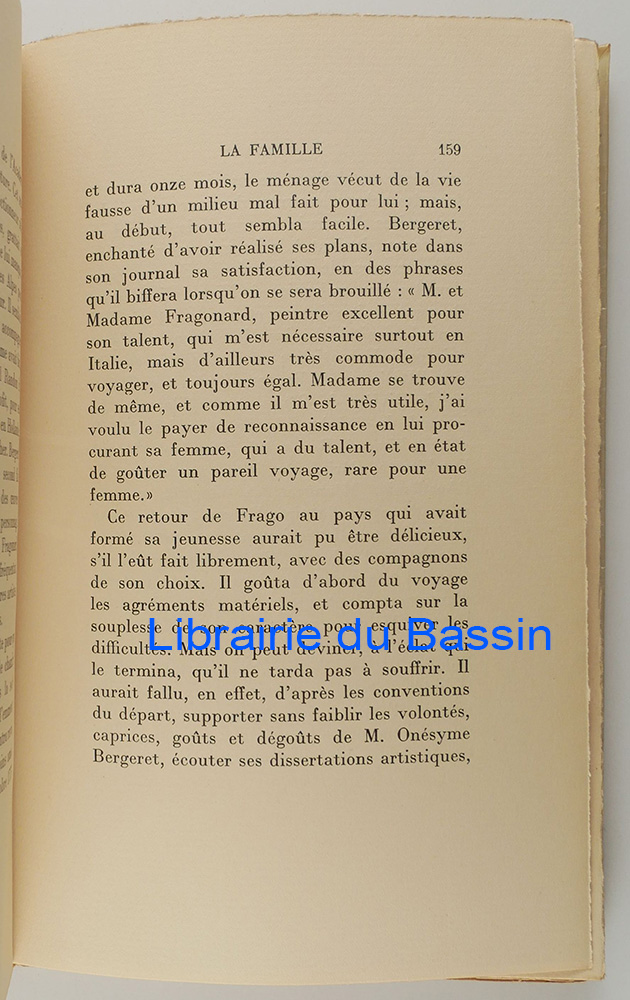 LA FAMILLE 159
et dura onze mois, le ménage vécut de la vie
fausse d'un milieu mal fait pour lui ; mais,
au début, tout sembla facile. Bergeret,
enchanté d'avoir réalisé ses plans, note dans
son journal sa satisfaction, en des phrases
qu'il biffera lorsqu'on se sera brouillé : « M. et
Madame Fragonard, peintre excellent pour
son talent, qui m'est nécessaire surtout en
Italie, mais d'ailleurs très commode pour
voyager, et toujours égal. Madame se trouve
de même, et comme il m'est très utile, j'ai
voulu le payer de reconnaissance en lui pro-
curant sa femme, qui a du talent, et en état
de goûter un pareil voyage, rare pour une
femme.»
Ce retour de Frago au pays qui avait
formé sa jeunesse aurait pu être délicieux,
s'il l'eût fait librement, avec des compagnons
de son choix. Il goûta d'abord du voyage
les agréments matériels, et compta sur la
souplesse de son caractère pour esquiver les
difficultés. Mais on peut deviner, à l'éclat qui
le termina, qu'il ne tarda pas à souffrir. Il
aurait fallu, en effet, d'après les conventions
du départ, supporter sans faiblir les volontés,
caprices, goûts et dégoûts de M. Onésyme
Bergeret, écouter ses dissertations artistiques,
Librairie du Bassin